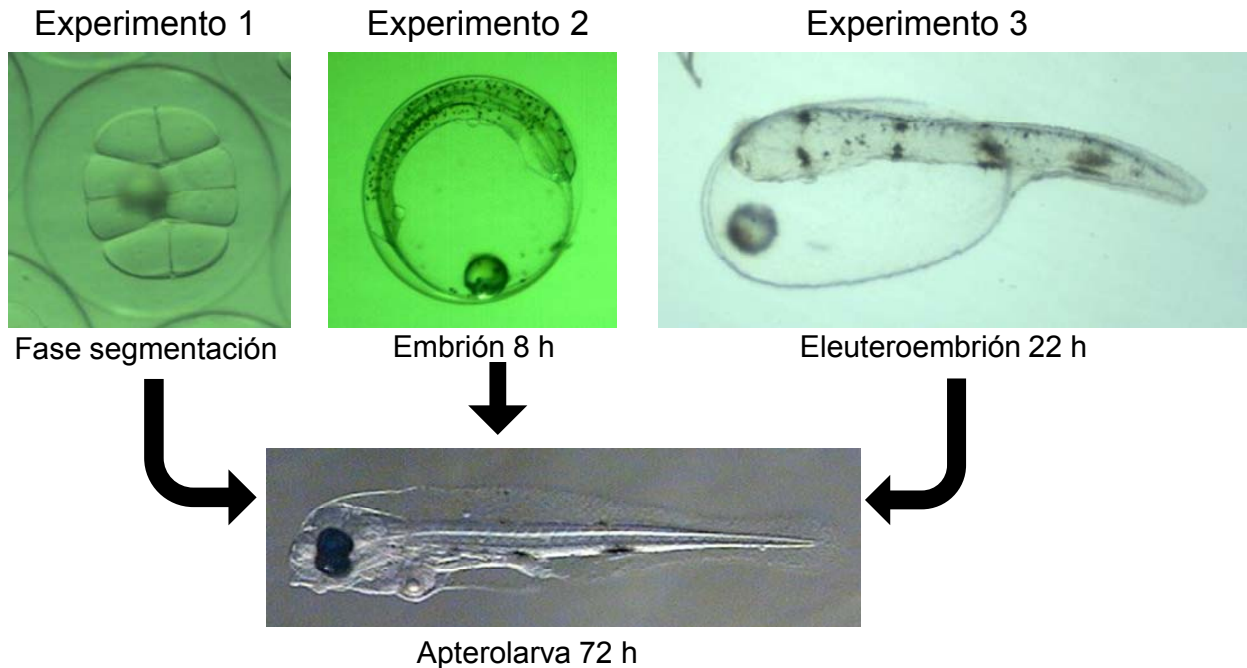 Experimento 1
Experimento 2
Experimento 3
Fase segmentación
Embrión 8 h
Eleuteroembrión 22 h
Apterolarva 72 h